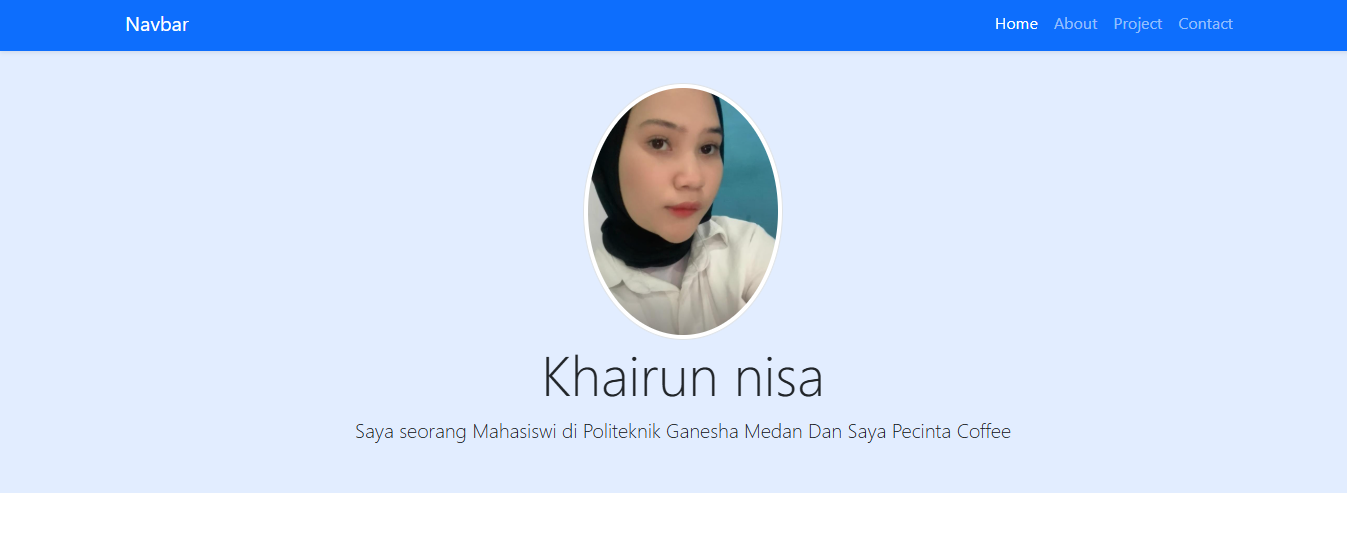 Navbar Home About Project Contact
Khairun nisa
Saya seorang Mahasiswi di Politeknik Ganesha Medan Dan Saya Pecinta Coffee